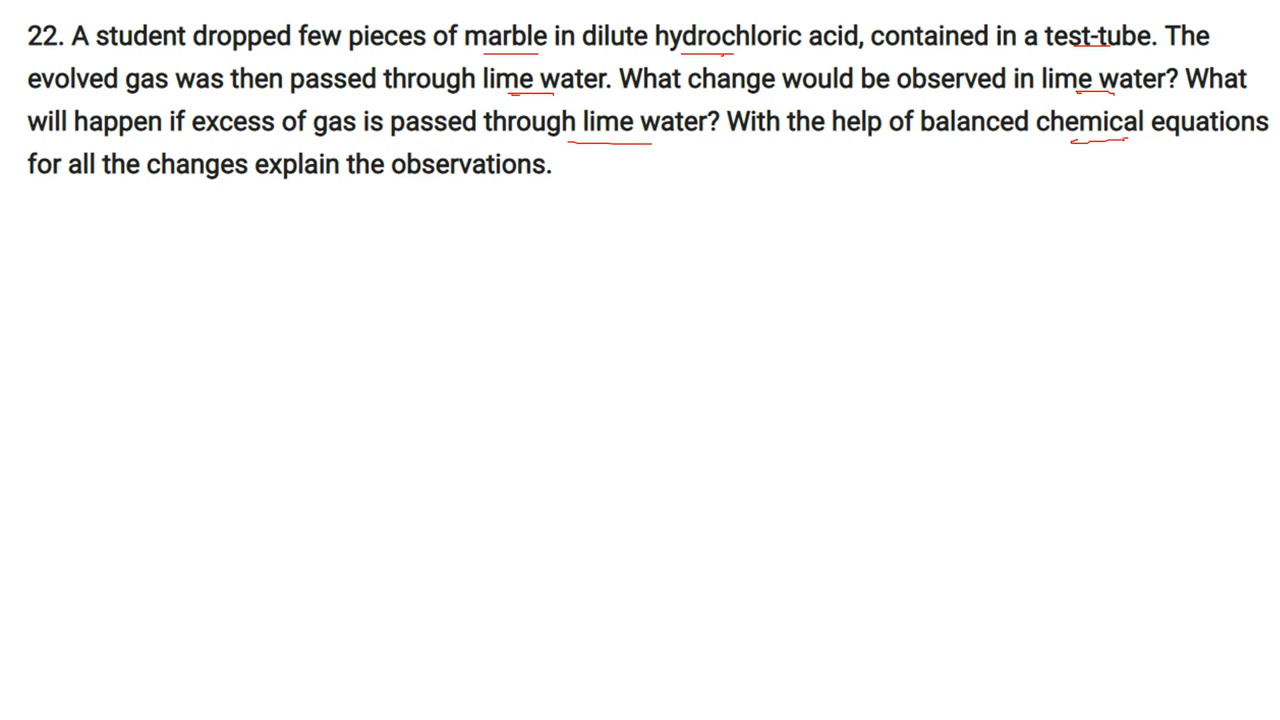 22. A student dropped few pieces of marble in dilute hydrochloric acid, contained in a test-tube. The
evolved gas was then passed through lime water. What change would be observed in lime water? What
will happen if excess of gas is passed through lime water? With the help of balanced chemical equations
for all the changes explain the observations.